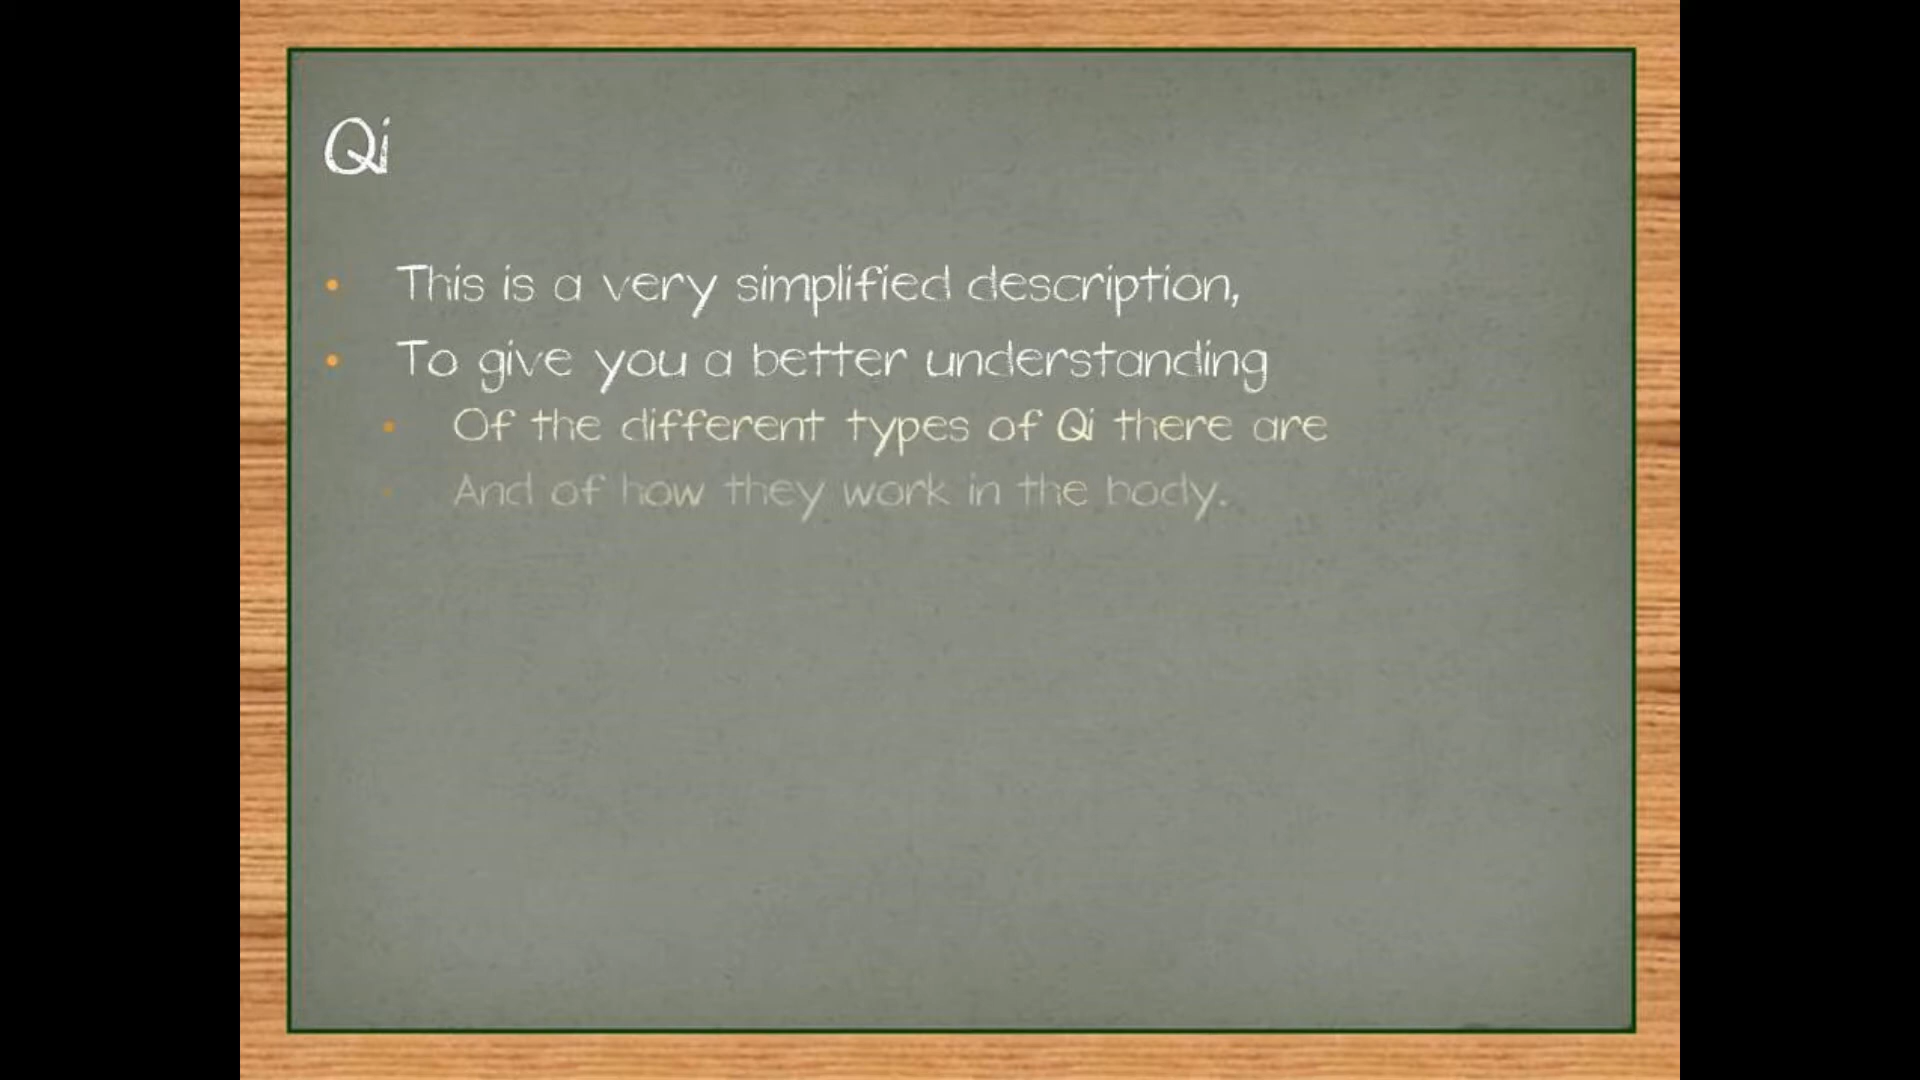 Qi
This is a very simplified description,
To give you a better understanding
Of the different types of Qi there are
And of how they work in the body.